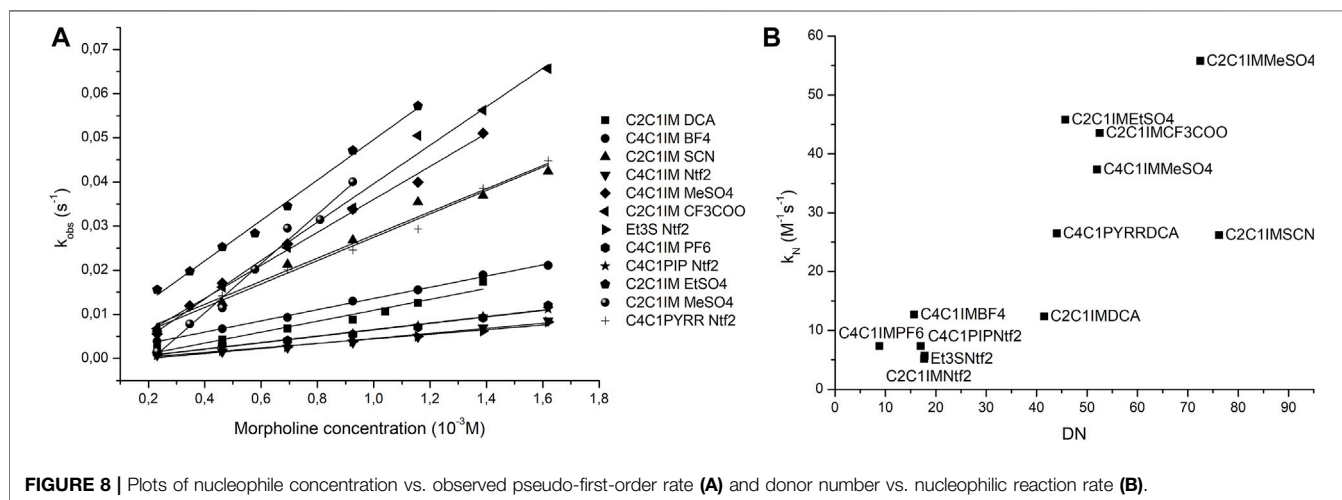 A
k_obs (s⁻¹)
0,07
0,06
0,05
0,04
0,03
0,02
0,01
0,00
0,2 0,4 0,6 0,8 1,0 1,2 1,4 1,6 1,8
Morpholine concentration (10⁻³M)
C2C1IM DCA
C4C1IM BF4
C2C1IM SCN
C4C1IM Ntf2
C4C1IM MeSO4
C2C1IM CF3COO
Et3S Ntf2
C4C1IM PF6
C4C1PIP Ntf2
C2C1IM EtSO4
C2C1IM MeSO4
C4C1PYRR Ntf2
B
k_N (M⁻¹s⁻¹)
60
50
40
30
20
10
0
C2C1IMMeSO4
C2C1IMEtSO4
C2C1IMCF3COO
C4C1IMMeSO4
C4C1PYRRDCA
C2C1IMSCN
C4C1IMBF4
C2C1IMDCA
C4C1IMPF6
C4C1PIPNtf2
Et3SNtf2
C2C1IMNtf2
0 10 20 30 40 50 60 70 80 90
DN
FIGURE 8 | Plots of nucleophile concentration vs. observed pseudo-first-order rate (A) and donor number vs. nucleophilic reaction rate (B).